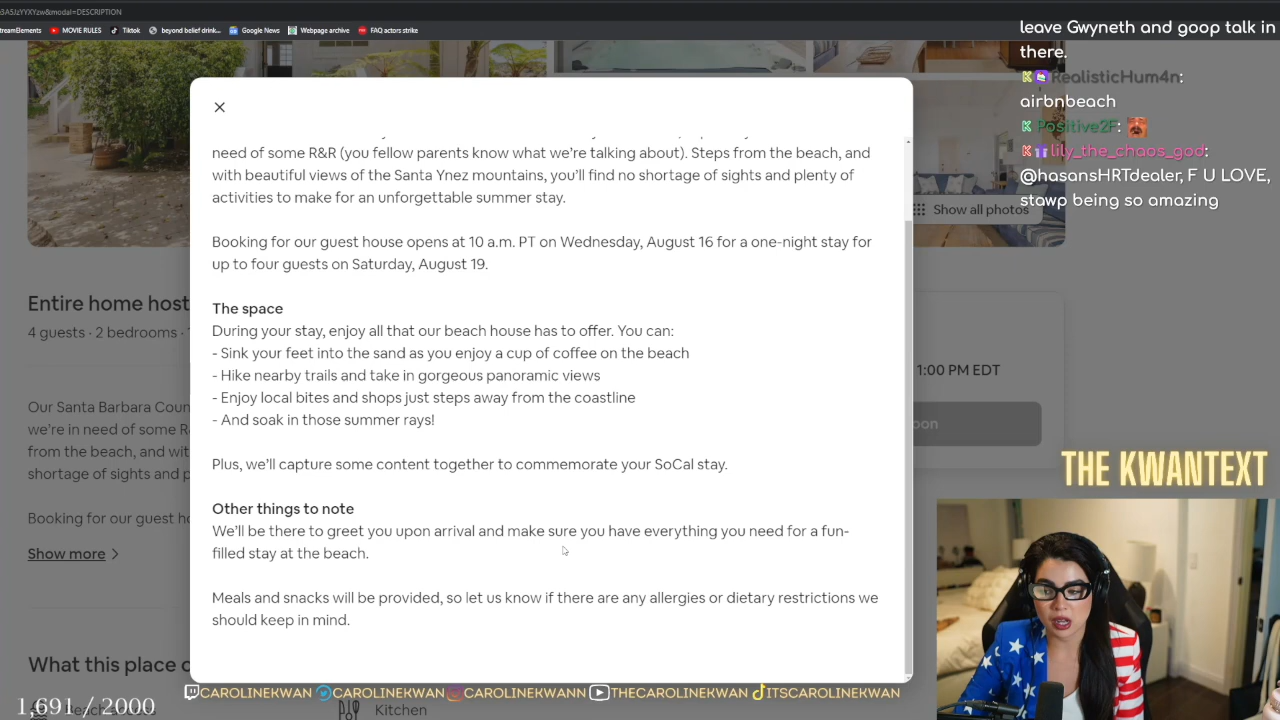 3A5JzYYXYzw&modal=DESCRIPTION
treamElements MOVIE RULES Tiktok beyond belief drink... Google News Webpage archive FAQ actors strike
leave Gwyneth and goop talk in
there.
RealisticHum4n:
airbnbeach
Positive2P:
lily_the_chaos_god:
@hasansHRTdealer, F U LOVE,
stawp being so amazing
need of some R&R (you fellow parents know what we're talking about). Steps from the beach, and
with beautiful views of the Santa Ynez mountains, you'll find no shortage of sights and plenty of
activities to make for an unforgettable summer stay.
Show all photos
Booking for our guest house opens at 10 a.m. PT on Wednesday, August 16 for a one-night stay for
up to four guests on Saturday, August 19.
Entire home host
4 guests · 2 bedrooms ·
The space
During your stay, enjoy all that our beach house has to offer. You can:
- Sink your feet into the sand as you enjoy a cup of coffee on the beach
- Hike nearby trails and take in gorgeous panoramic views
- Enjoy local bites and shops just steps away from the coastline
- And soak in those summer rays!
1:00 PM EDT
oon
Our Santa Barbara Coun
we're in need of some R
from the beach, and wit
shortage of sights and p
Plus, we'll capture some content together to commemorate your SoCal stay.
THE KWANTEXT
Booking for our guest ho
Show more
Other things to note
We'll be there to greet you upon arrival and make sure you have everything you need for a fun-
filled stay at the beach.
Meals and snacks will be provided, so let us know if there are any allergies or dietary restrictions we
should keep in mind.
What this place o
CAROLINEKWAN CAROLINEKWAN CAROLINEKWANN THECAROLINEKWAN ITSCAROLINEKWAN
1,691 / 2000
Kitchen